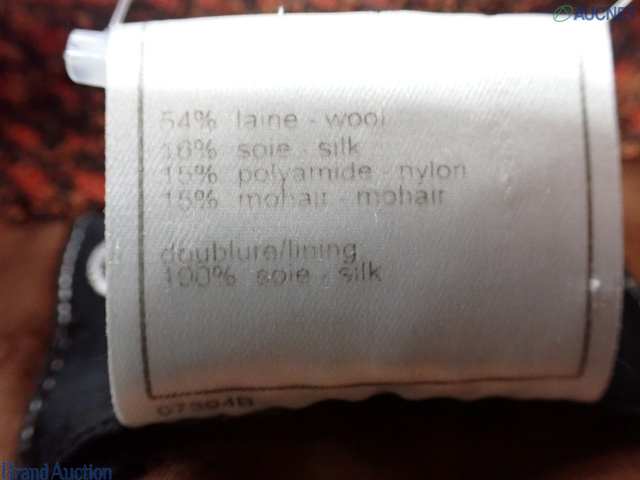 AUCNET
54% laine - wool
16% soie - silk
15% polyamide - nylon
15% mohair - mohair
doublure/lining
100% soie - silk
07394B
Brand Auction